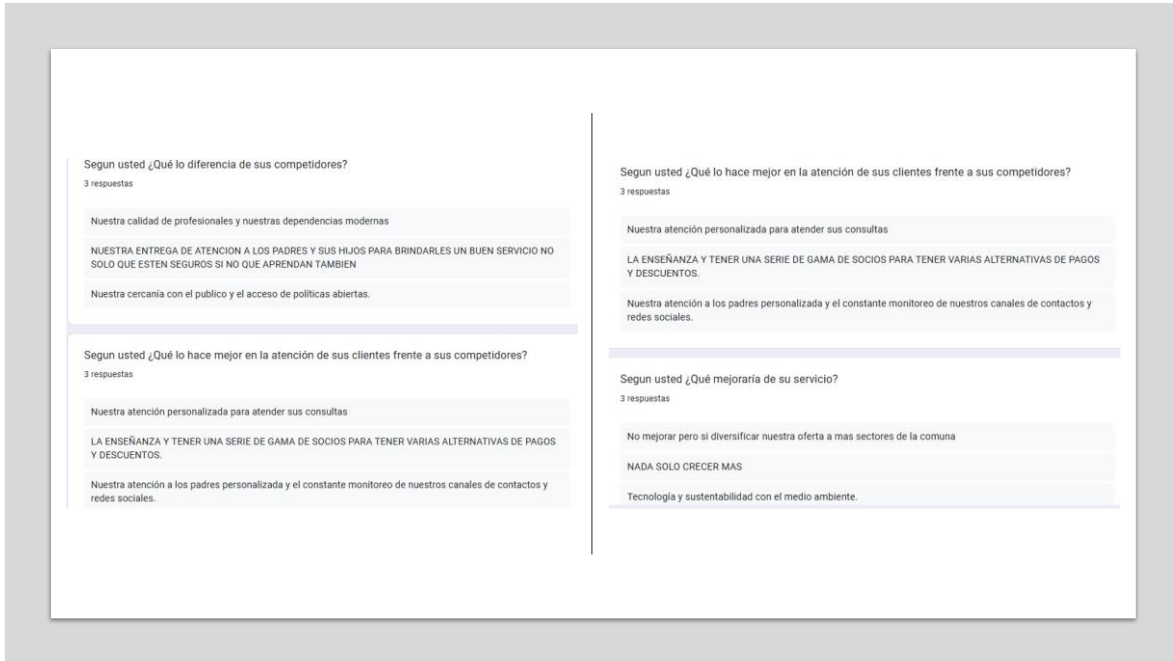 Segun usted ¿Qué lo diferencia de sus competidores?
3 respuestas
Nuestra calidad de profesionales y nuestras dependencias modernas
NUESTRA ENTREGA DE ATENCION A LOS PADRES Y SUS HIJOS PARA BRINDARLES UN BUEN SERVICIO NO
SOLO QUE ESTEN SEGUROS SI NO QUE APRENDAN TAMBIEN
Nuestra cercanía con el publico y el acceso de políticas abiertas.
Segun usted ¿Qué lo hace mejor en la atención de sus clientes frente a sus competidores?
3 respuestas
Nuestra atención personalizada para atender sus consultas
LA ENSEÑANZA Y TENER UNA SERIE DE GAMA DE SOCIOS PARA TENER VARIAS ALTERNATIVAS DE PAGOS
Y DESCUENTOS.
Nuestra atención a los padres personalizada y el constante monitoreo de nuestros canales de contactos y
redes sociales.
Segun usted ¿Qué lo hace mejor en la atención de sus clientes frente a sus competidores?
3 respuestas
Nuestra atención personalizada para atender sus consultas
LA ENSEÑANZA Y TENER UNA SERIE DE GAMA DE SOCIOS PARA TENER VARIAS ALTERNATIVAS DE PAGOS
Y DESCUENTOS.
Nuestra atención a los padres personalizada y el constante monitoreo de nuestros canales de contactos y
redes sociales.
Segun usted ¿Qué mejoraría de su servicio?
3 respuestas
No mejorar pero si diversificar nuestra oferta a mas sectores de la comuna
NADA SOLO CRECER MAS
Tecnología y sustentabilidad con el medio ambiente.